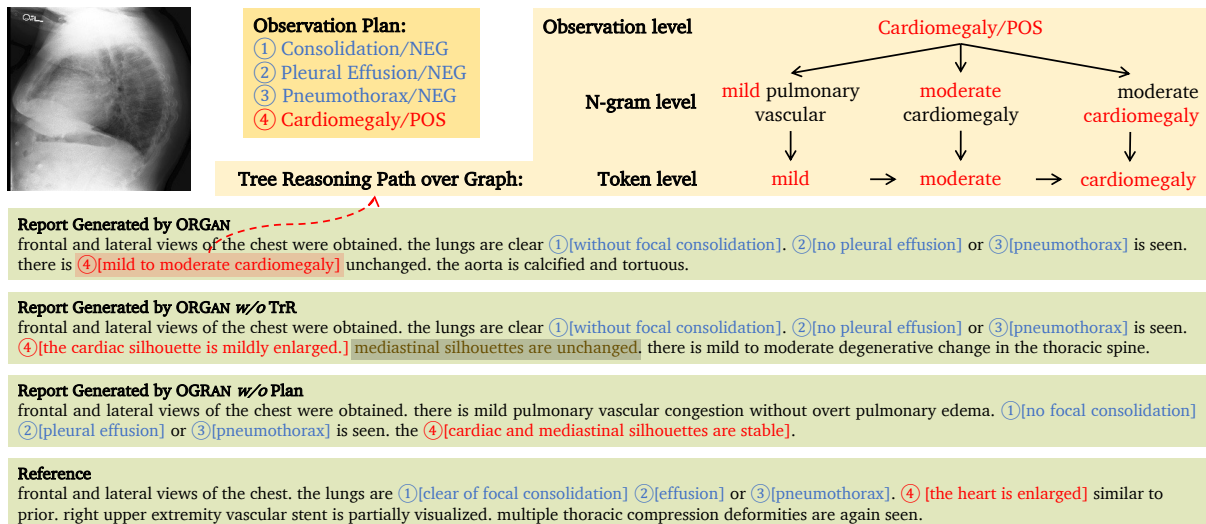 Observation Plan:
① Consolidation/NEG
② Pleural Effusion/NEG
③ Pneumothorax/NEG
④ Cardiomegaly/POS
Observation level
Cardiomegaly/POS
N-gram level
mild pulmonary vascular
moderate cardiomegaly
moderate cardiomegaly
Tree Reasoning Path over Graph:
Token level
mild
moderate
cardiomegaly
Report Generated by ORGAN
frontal and lateral views of the chest were obtained. the lungs are clear ①[without focal consolidation]. ②[no pleural effusion] or ③[pneumothorax] is seen.
there is ④[mild to moderate cardiomegaly] unchanged. the aorta is calcified and tortuous.
Report Generated by ORGAN w/o TrR
frontal and lateral views of the chest were obtained. the lungs are clear ①[without focal consolidation]. ②[no pleural effusion] or ③[pneumothorax] is seen.
④[the cardiac silhouette is mildly enlarged.] mediastinal silhouettes are unchanged. there is mild to moderate degenerative change in the thoracic spine.
Report Generated by OGRAN w/o Plan
frontal and lateral views of the chest were obtained. there is mild pulmonary vascular congestion without overt pulmonary edema. ①[no focal consolidation]
②[pleural effusion] or ③[pneumothorax] is seen. the ④[cardiac and mediastinal silhouettes are stable].
Reference
frontal and lateral views of the chest. the lungs are ①[clear of focal consolidation] ②[effusion] or ③[pneumothorax]. ④ [the heart is enlarged] similar to
prior. right upper extremity vascular stent is partially visualized. multiple thoracic compression deformities are again seen.